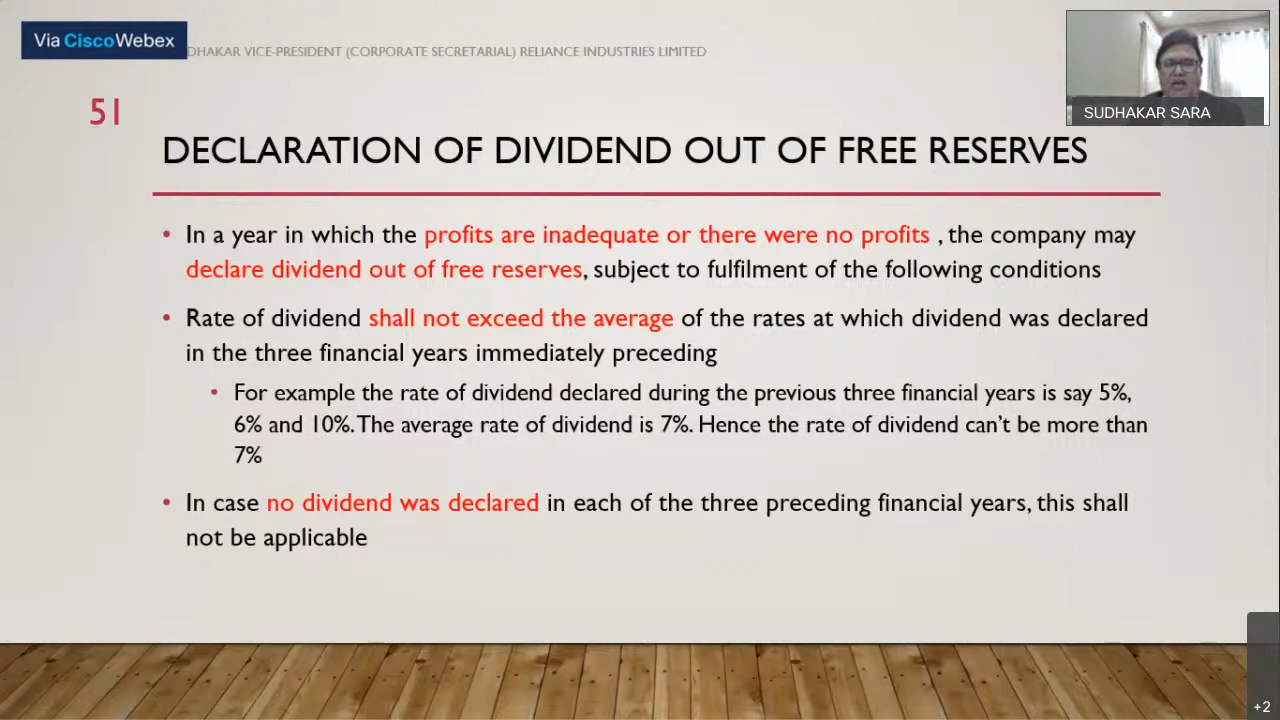 Via Cisco Webex
DHAKAR VICE-PRESIDENT (CORPORATE SECRETARIAL) RELIANCE INDUSTRIES LIMITED
SUDHAKAR SARA
51
DECLARATION OF DIVIDEND OUT OF FREE RESERVES
• In a year in which the profits are inadequate or there were no profits , the company may
declare dividend out of free reserves, subject to fulfilment of the following conditions
• Rate of dividend shall not exceed the average of the rates at which dividend was declared
in the three financial years immediately preceding
• For example the rate of dividend declared during the previous three financial years is say 5%,
6% and 10%. The average rate of dividend is 7%. Hence the rate of dividend can't be more than
7%
• In case no dividend was declared in each of the three preceding financial years, this shall
not be applicable
+2